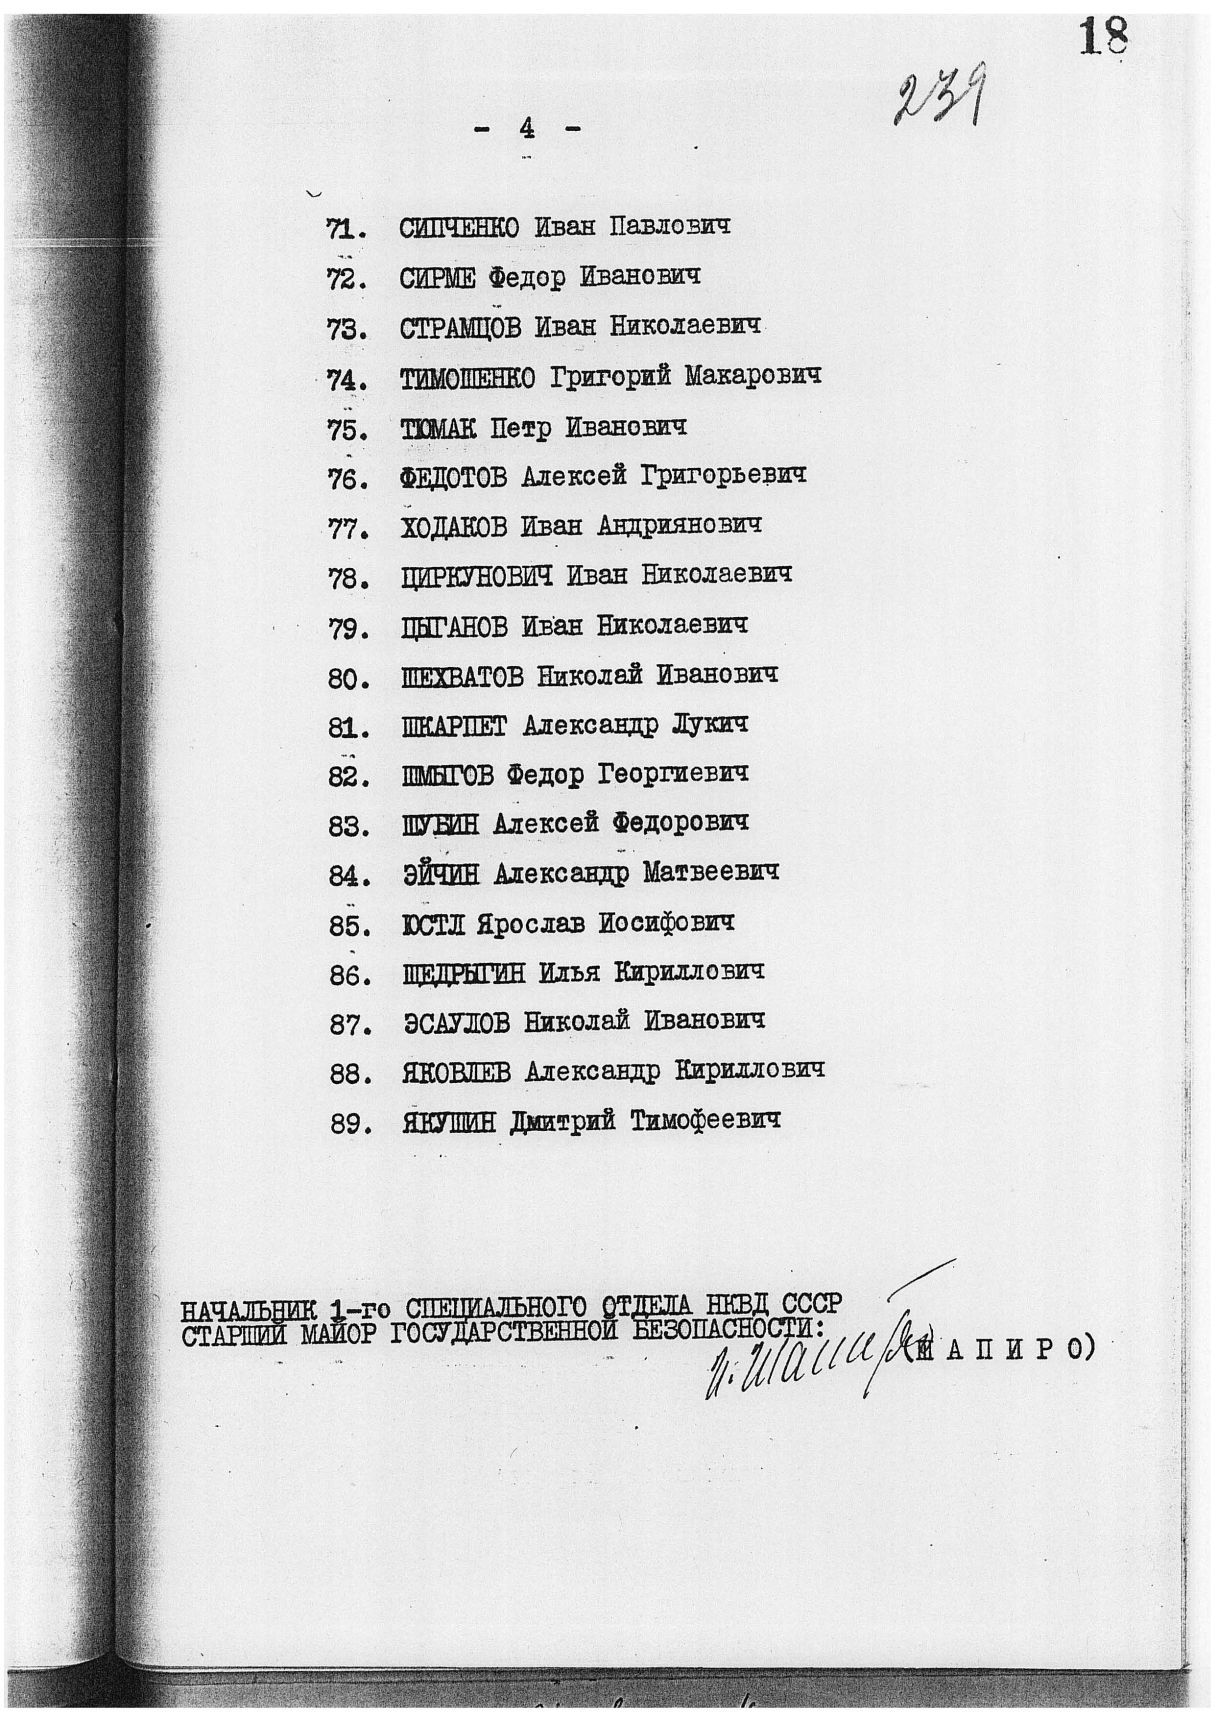 18
239
- 4 -
71. СИПЧЕНКО Иван Павлович
72. СИРМЕ Федор Иванович
73. СТРАМЦОВ Иван Николаевич
74. ТИМОШЕНКО Григорий Макарович
75. ТЮМАК Петр Иванович
76. ФЕДОТОВ Алексей Григорьевич
77. ХОДАКОВ Иван Андриянович
78. ЦИРКУНОВИЧ Иван Николаевич
79. ЦЫГАНОВ Иван Николаевич
80. ШЕХВАТОВ Николай Иванович
81. ШКАРПЕТ Александр Лукич
82. ШМЫГОВ Федор Георгиевич
83. ШУБИН Алексей Федорович
84. ЭЙЧИН Александр Матвеевич
85. ЮСТЛ Ярослав Иосифович
86. ЩЕДРЫГИН Илья Кириллович
87. ЭСАУЛОВ Николай Иванович
88. ЯКОВЛЕВ Александр Кириллович
89. ЯКУШИН Дмитрий Тимофеевич
НАЧАЛЬНИК 1-го СПЕЦИАЛЬНОГО ОТДЕЛА НКВД СССР
СТАРШИЙ МАЙОР ГОСУДАРСТВЕННОЙ БЕЗОПАСНОСТИ:
И. Шапиро (Ш А П И Р О)